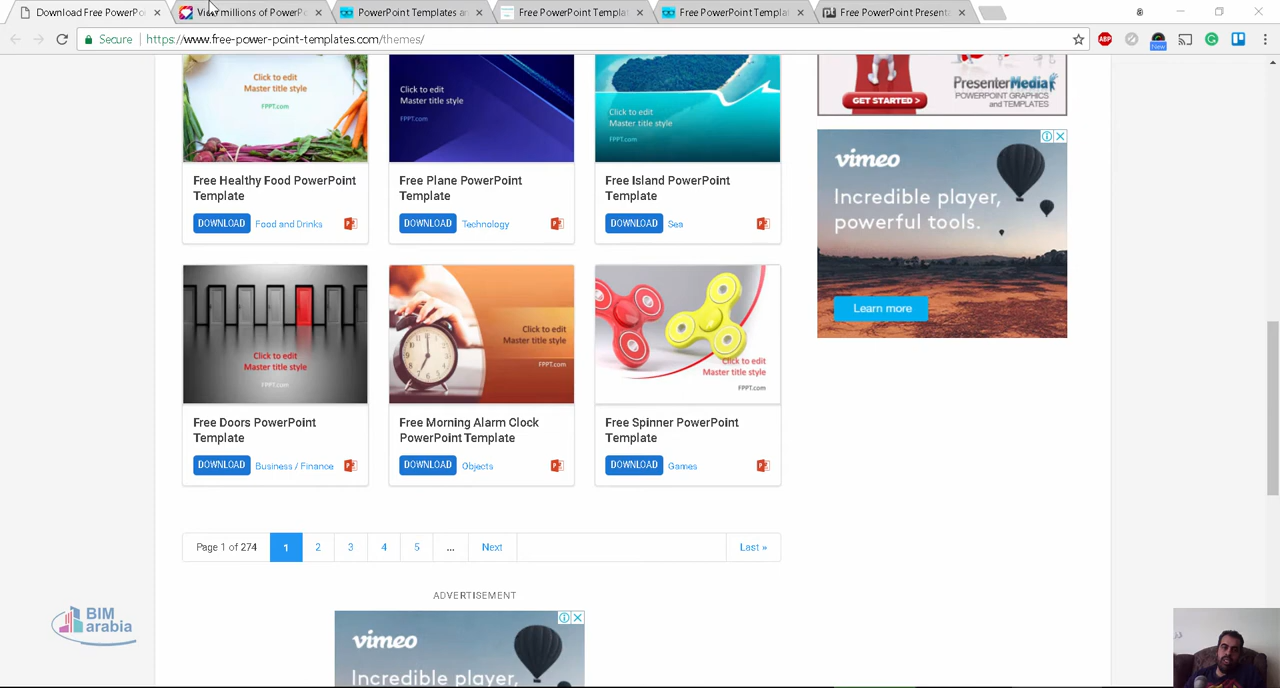 Download Free PowerPo
View millions of PowerPo
PowerPoint Templates an
Free PowerPoint Templat
Free PowerPoint Templat
Free PowerPoint Present
Secure
https://www.free-power-point-templates.com/themes/
ABP
New
Click to edit
Master title style
FPPT.com
Click to edit
Master title style
FPPT.com
Click to edit
Master title style
FPPT.com
GET STARTED >
PresenterMedia
POWERPOINT GRAPHICS
and TEMPLATES
Free Healthy Food PowerPoint
Template
DOWNLOAD Food and Drinks
Free Plane PowerPoint
Template
DOWNLOAD Technology
Free Island PowerPoint
Template
DOWNLOAD Sea
vimeo
Incredible player,
powerful tools.
Learn more
Click to edit
Master title style
FPPT.com
Click to edit
Master title style
FPPT.com
Click to edit
Master title style
FPPT.com
Free Doors PowerPoint
Template
DOWNLOAD Business / Finance
Free Morning Alarm Clock
PowerPoint Template
DOWNLOAD Objects
Free Spinner PowerPoint
Template
DOWNLOAD Games
Page 1 of 274 1 2 3 4 5 ... Next Last »
ADVERTISEMENT
vimeo
Incredible player,
BIM
arabia